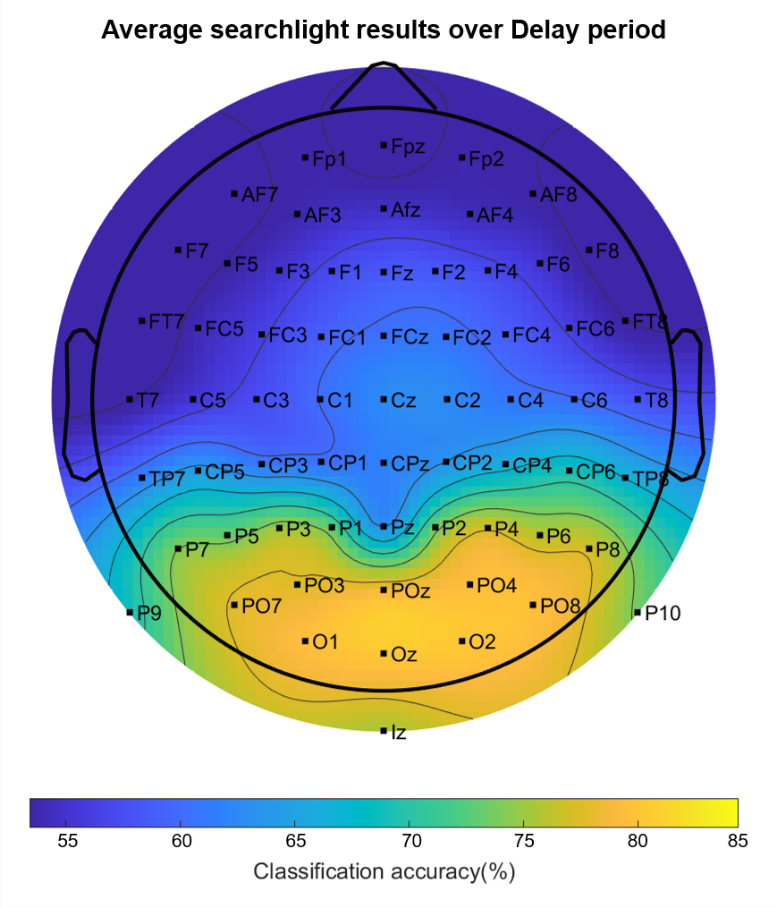 Average searchlight results over Delay period
Fpz
Fp1 Fp2
AF7 AF8
AF3 Afz AF4
F7 F8
F5 F3 F1 Fz F2 F4 F6
FT7 FT8
FC5 FC3 FC1 FCz FC2 FC4 FC6
T7 C5 C3 C1 Cz C2 C4 C6 T8
TP7 CP5 CP3 CP1 CPz CP2 CP4 CP6 TP8
P7 P5 P3 P1 Pz P2 P4 P6 P8
PO3 POz PO4
P9 PO7 PO8 P10
O1 Oz O2
Iz
55 60 65 70 75 80 85
Classification accuracy(%)